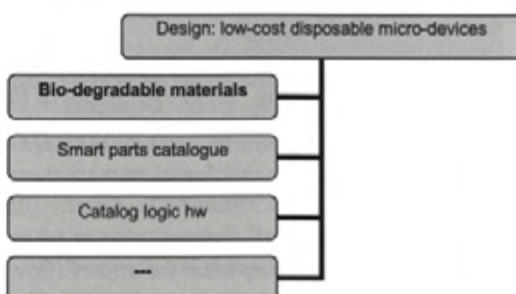 Design: low-cost disposable micro-devices
Bio-degradable materials
Smart parts catalogue
Catalog logic hw
---